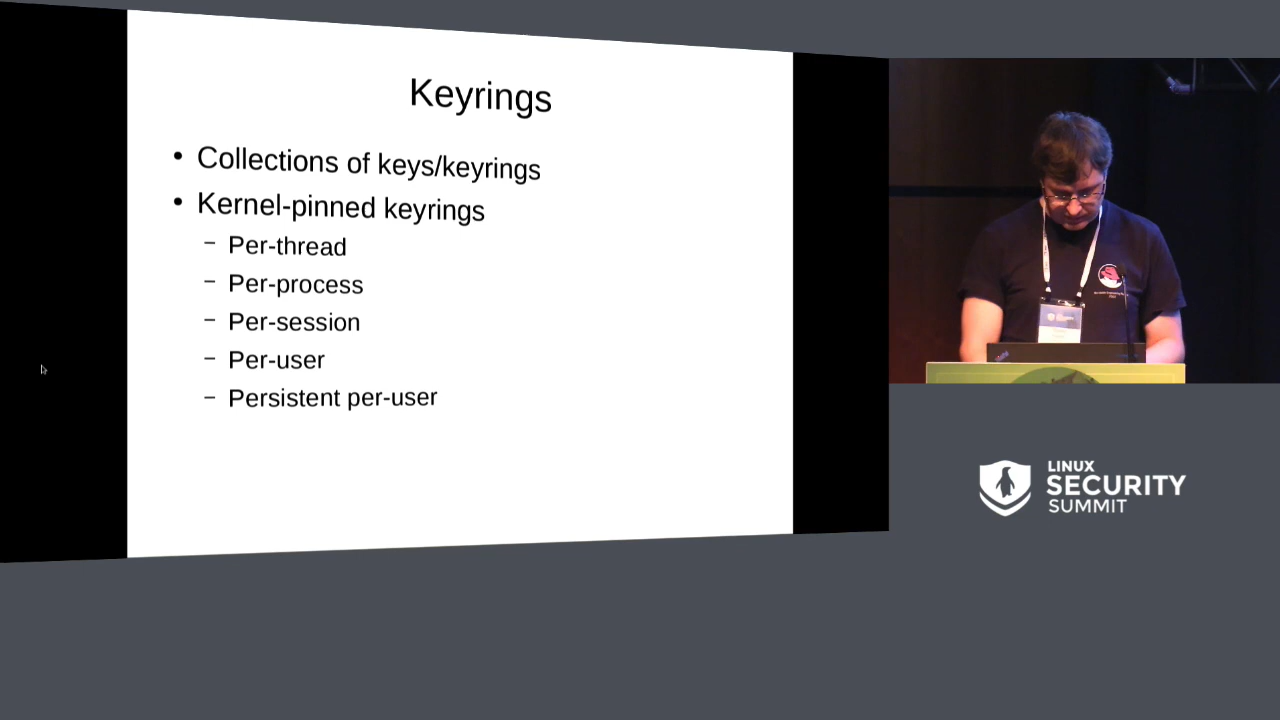 Keyrings
• Collections of keys/keyrings
• Kernel-pinned keyrings
– Per-thread
– Per-process
– Per-session
– Per-user
– Persistent per-user
LINUX
SECURITY
SUMMIT